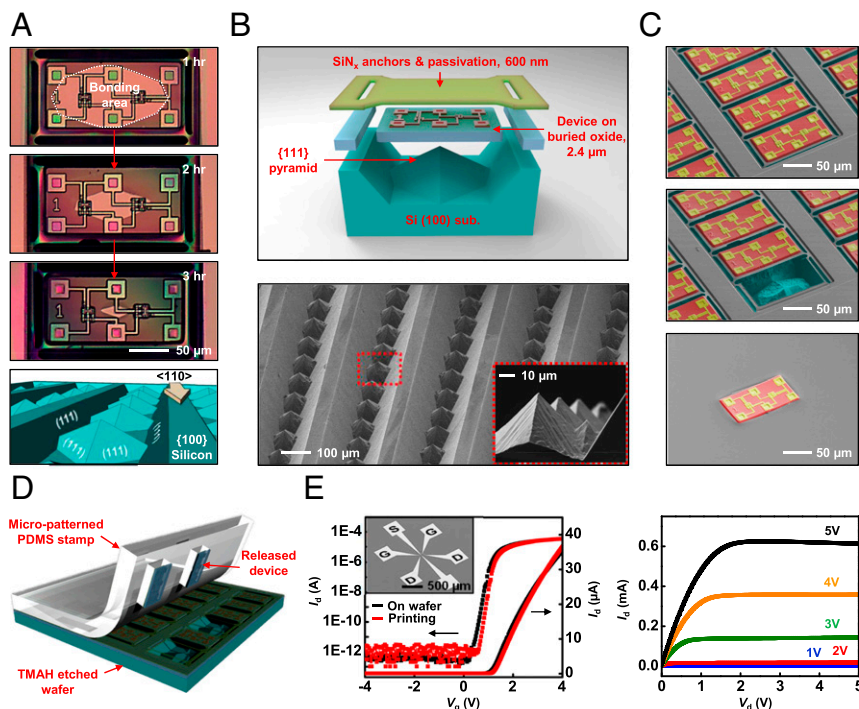 A
1 hr
Bonding
area
1
2 hr
1
3 hr
1
50 µm
<110>
(111)
(111)
(111)
{100}
Silicon
B
SiNx anchors & passivation, 600 nm
Device on
buried oxide,
2.4 µm
{111}
pyramid
Si (100) sub.
100 µm
10 µm
C
50 µm
50 µm
50 µm
D
Micro-patterned
PDMS stamp
Released
device
TMAH etched
wafer
E
1E-4
1E-6
1E-8
1E-10
1E-12
Id (A)
S
G
G
D
D
500 µm
On wafer
Printing
40
30
20
10
0
Id (µA)
-4 -2 0 2 4
Vg (V)
0.6
0.4
0.2
0.0
Id (mA)
5V
4V
3V
1V 2V
0 1 2 3 4 5
Vd (V)